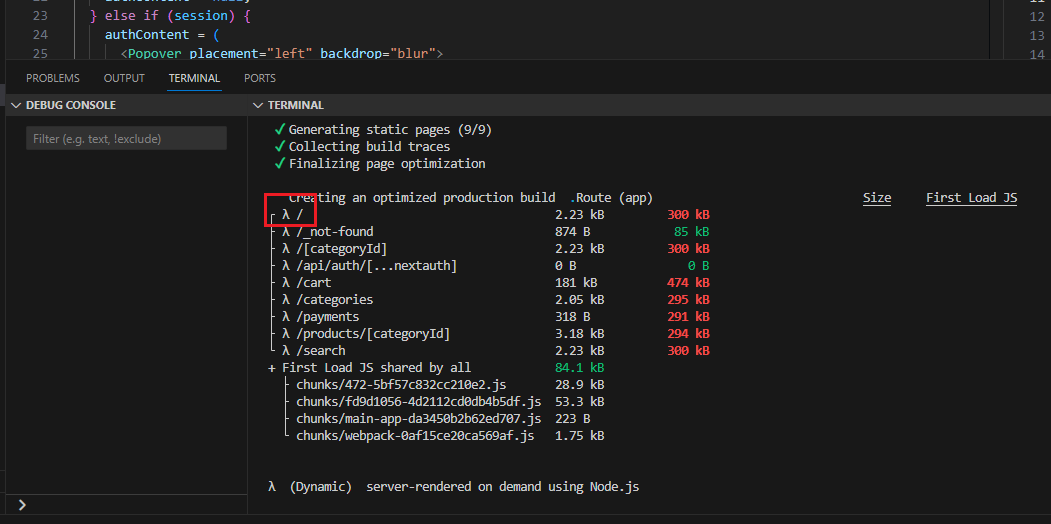 23 } else if (session) {
24 authContent = (
25 <Popover placement="left" backdrop="blur">
12
13
14
PROBLEMS OUTPUT TERMINAL PORTS
DEBUG CONSOLE
Filter (e.g. text, !exclude)
TERMINAL
✓ Generating static pages (9/9)
✓ Collecting build traces
✓ Finalizing page optimization
Creating an optimized production build .Route (app) Size First Load JS
┌ λ / 2.23 kB 300 kB
├ λ /_not-found 874 B 85 kB
├ λ /[categoryId] 2.23 kB 300 kB
├ λ /api/auth/[...nextauth] 0 B 0 B
├ λ /cart 181 kB 474 kB
├ λ /categories 2.05 kB 295 kB
├ λ /payments 318 B 291 kB
├ λ /products/[categoryId] 3.18 kB 294 kB
└ λ /search 2.23 kB 300 kB
+ First Load JS shared by all 84.1 kB
├ chunks/472-5bf57c832cc210e2.js 28.9 kB
├ chunks/fd9d1056-4d2112cd0db4b5df.js 53.3 kB
├ chunks/main-app-da3450b2b62ed707.js 223 B
└ chunks/webpack-0af15ce20ca569af.js 1.75 kB
λ (Dynamic) server-rendered on demand using Node.js